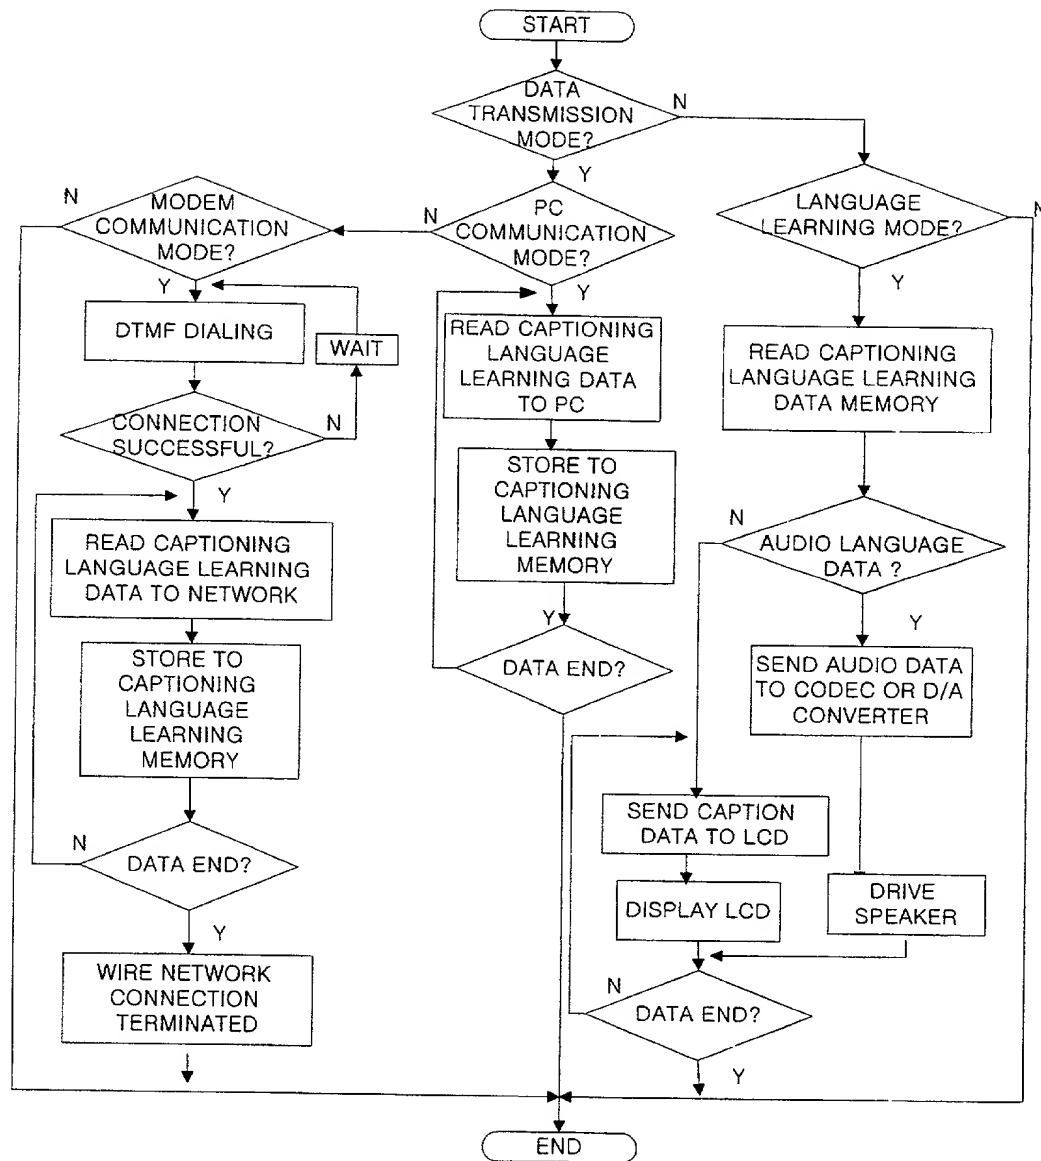 START
DATA
TRANSMISSION
MODE?
N
Y
N
MODEM
COMMUNICATION
MODE?
N
PC
COMMUNICATION
MODE?
LANGUAGE
LEARNING MODE?
N
Y
Y
Y
DTMF DIALING
WAIT
READ CAPTIONING
LANGUAGE
LEARNING DATA
TO PC
READ CAPTIONING
LANGUAGE LEARNING
DATA MEMORY
CONNECTION
SUCCESSFUL?
N
Y
STORE TO
CAPTIONING
LANGUAGE
LEARNING
MEMORY
N
AUDIO LANGUAGE
DATA ?
Y
READ CAPTIONING
LANGUAGE LEARNING
DATA TO NETWORK
Y
DATA END?
SEND AUDIO DATA
TO CODEC OR D/A
CONVERTER
STORE TO
CAPTIONING
LANGUAGE
LEARNING
MEMORY
SEND CAPTION
DATA TO LCD
N
DATA END?
Y
DISPLAY LCD
DRIVE
SPEAKER
WIRE NETWORK
CONNECTION
TERMINATED
N
DATA END?
Y
END